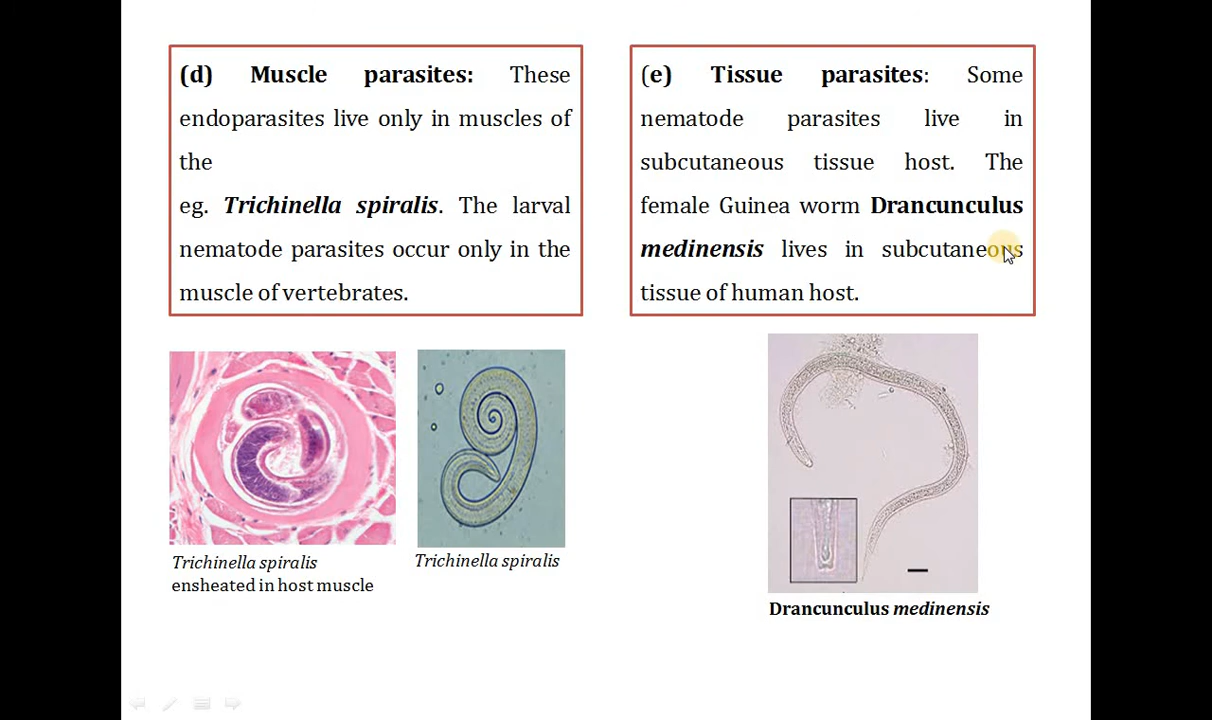 (d) Muscle parasites: These
endoparasites live only in muscles of
the
eg. Trichinella spiralis. The larval
nematode parasites occur only in the
muscle of vertebrates.
(e) Tissue parasites: Some
nematode parasites live in
subcutaneous tissue host. The
female Guinea worm Drancunculus
medinensis lives in subcutaneous
tissue of human host.
Trichinella spiralis
ensheated in host muscle
Trichinella spiralis
Drancunculus medinensis